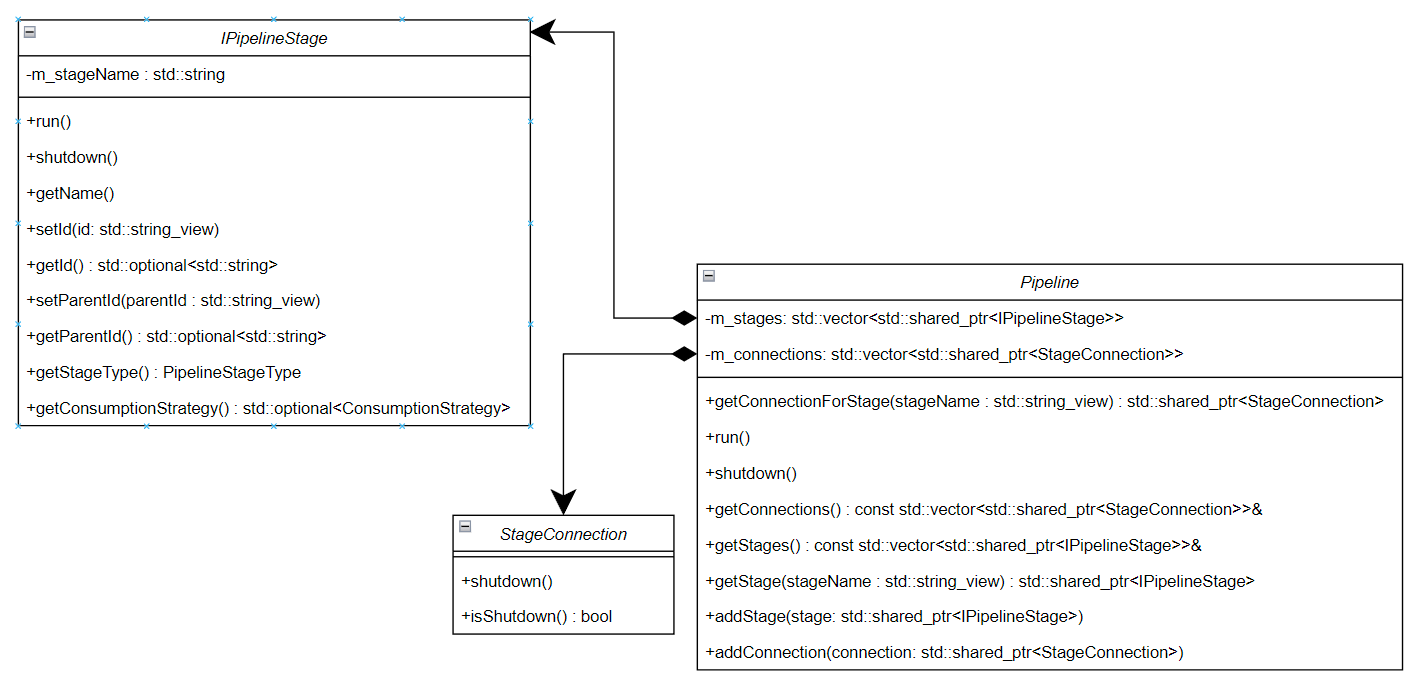 IPipelineStage
-m_stageName : std::string
+run()
+shutdown()
+getName()
+setId(id: std::string_view)
+getId() : std::optional<std::string>
+setParentId(parentId : std::string_view)
+getParentId() : std::optional<std::string>
+getStageType() : PipelineStageType
+getConsumptionStrategy() : std::optional<ConsumptionStrategy>
Pipeline
-m_stages: std::vector<std::shared_ptr<IPipelineStage>>
-m_connections: std::vector<std::shared_ptr<StageConnection>>
+getConnectionForStage(stageName : std::string_view) : std::shared_ptr<StageConnection>
+run()
+shutdown()
+getConnections() : const std::vector<std::shared_ptr<StageConnection>>&
+getStages() : const std::vector<std::shared_ptr<IPipelineStage>>&
+getStage(stageName : std::string_view) : std::shared_ptr<IPipelineStage>
+addStage(stage: std::shared_ptr<IPipelineStage>)
+addConnection(connection: std::shared_ptr<StageConnection>)
StageConnection
+shutdown()
+isShutdown() : bool